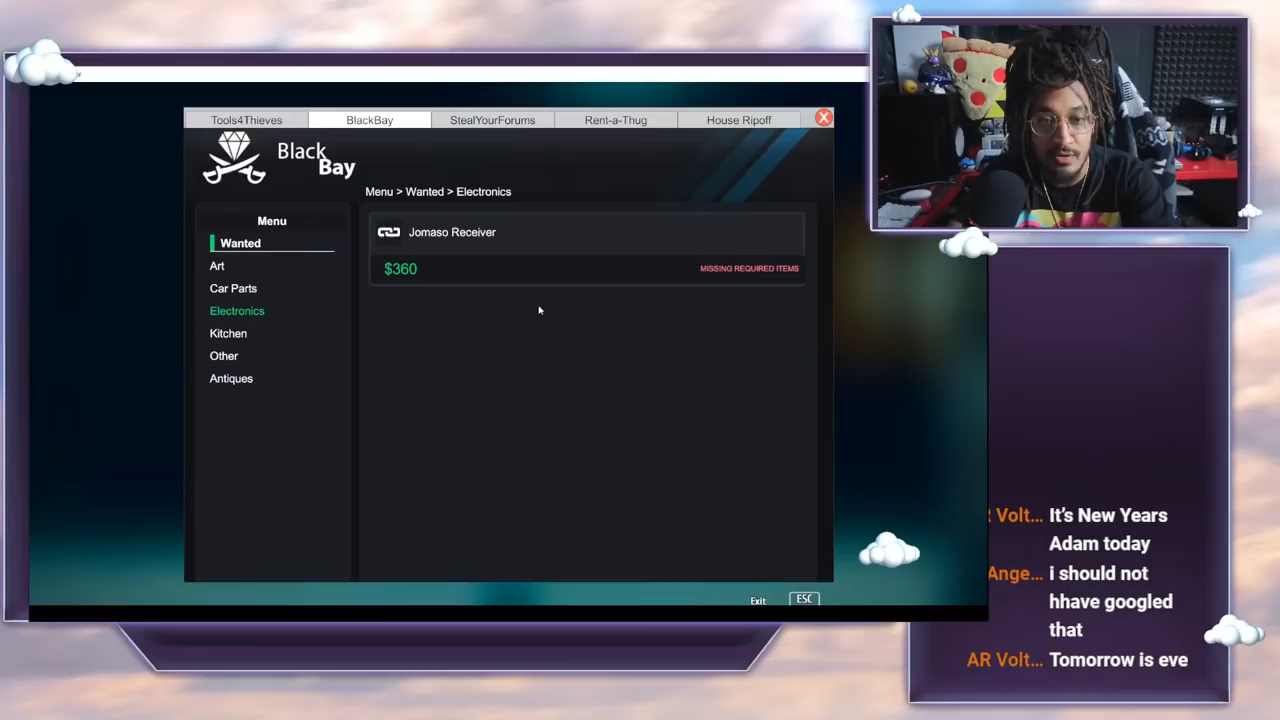 Tools4Thieves
BlackBay
StealYourForums
Rent-a-Thug
House Ripoff
X
Black
Bay
Menu > Wanted > Electronics
Menu
Wanted
Art
Car Parts
Electronics
Kitchen
Other
Antiques
Jomaso Receiver
$360
MISSING REQUIRED ITEMS
Exit
ESC
R Volt... It's New Years
Adam today
Ange... i should not
hhave googled
that
AR Volt... Tomorrow is eve